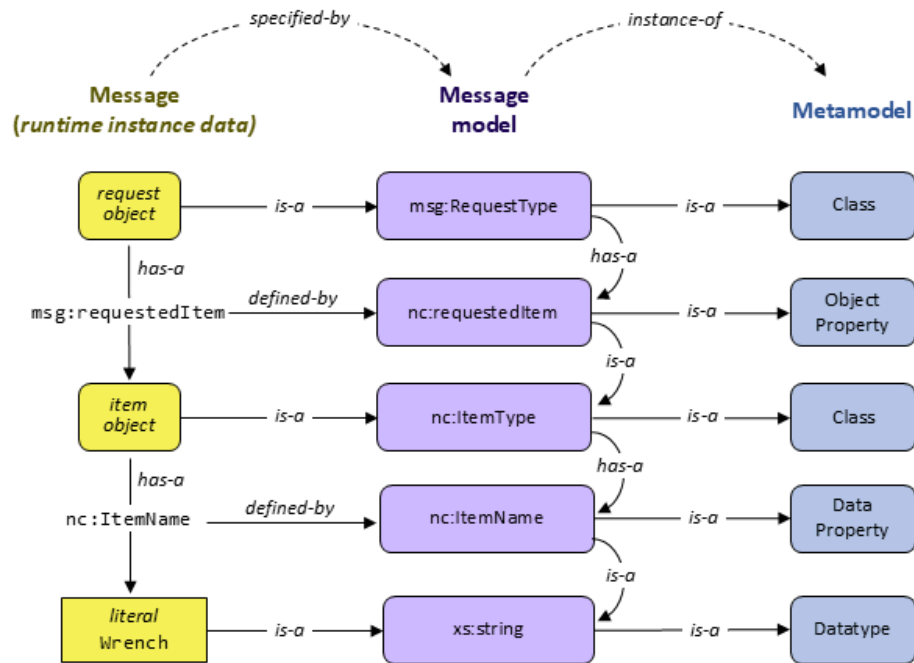 specified-by
instance-of
Message
(runtime instance data)
Message
model
Metamodel
request
object
is-a
msg:RequestType
is-a
Class
has-a
has-a
msg:requestedItem
defined-by
nc:requestedItem
is-a
Object
Property
is-a
item
object
is-a
nc:ItemType
is-a
Class
has-a
has-a
nc:ItemName
defined-by
nc:ItemName
is-a
Data
Property
is-a
literal
Wrench
is-a
xs:string
is-a
Datatype